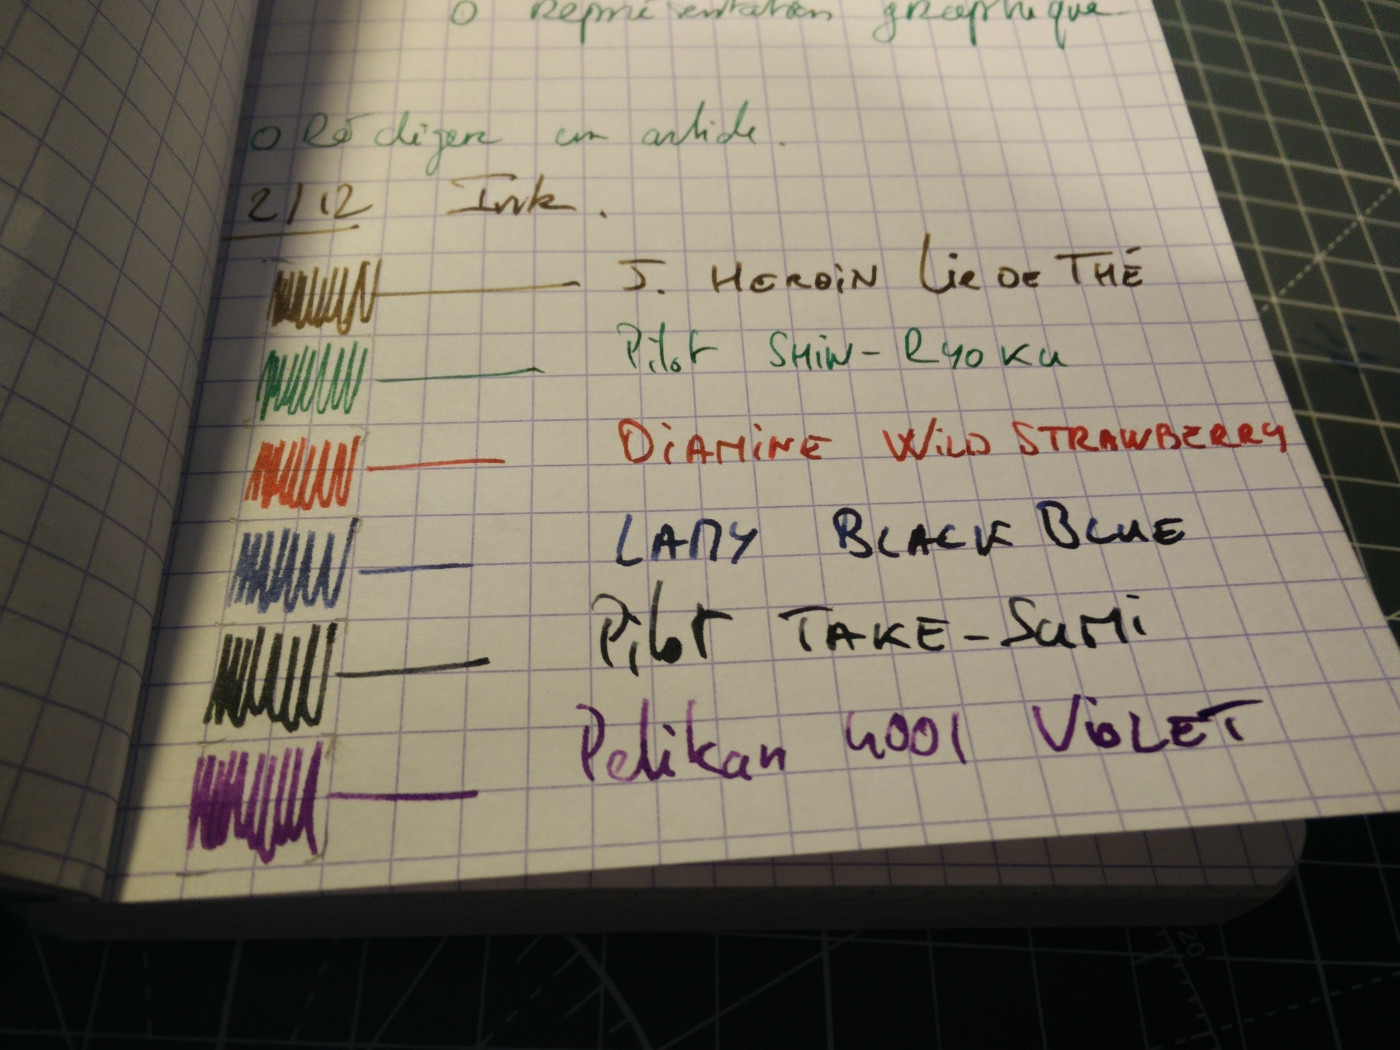 o Représentation graphique
o Rédiger un article.
2/12 Ink.
J. HERBIN Lie DE THÉ
Pilot SHiN-RYOKU
DiAMiNE WiLD STRAWBERRY
LAMY BLACK BLUE
Pilot TAKE-SUMi
Pelikan 4001 VioLET
20